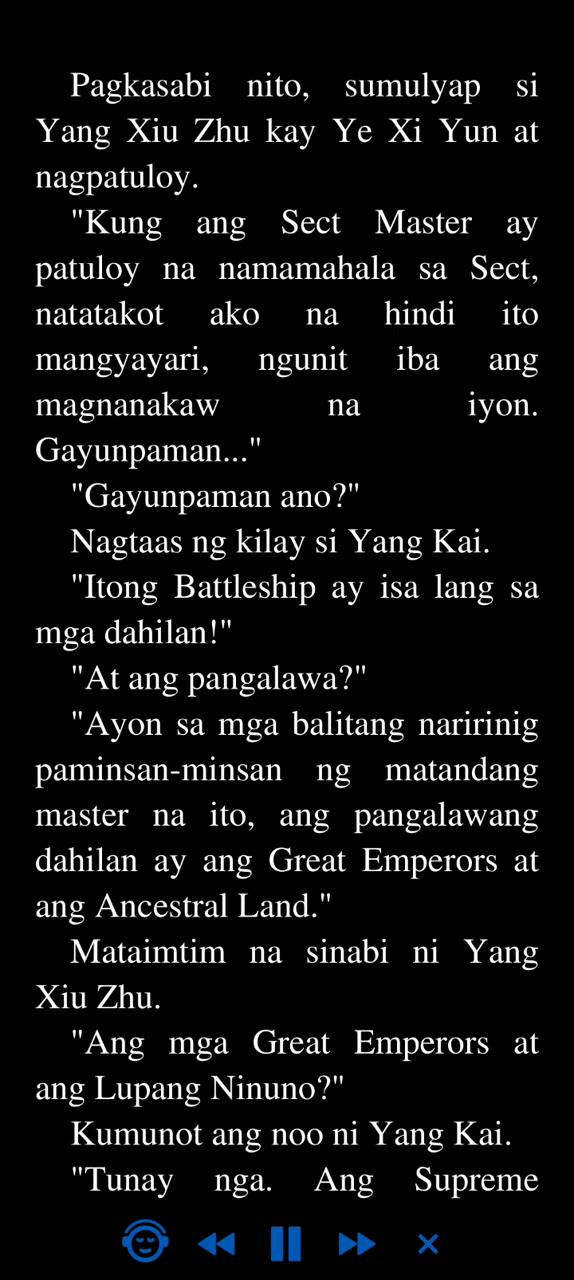 Pagkasabi nito, sumulyap si
Yang Xiu Zhu kay Ye Xi Yun at
nagpatuloy.
"Kung ang Sect Master ay
patuloy na namamahala sa Sect,
natatakot ako na hindi ito
mangyayari, ngunit iba ang
magnanakaw na iyon.
Gayunpaman..."
"Gayunpaman ano?"
Nagtaas ng kilay si Yang Kai.
"Itong Battleship ay isa lang sa
mga dahilan!"
"At ang pangalawa?"
"Ayon sa mga balitang naririnig
paminsan-minsan ng matandang
master na ito, ang pangalawang
dahilan ay ang Great Emperors at
ang Ancestral Land."
Mataimtim na sinabi ni Yang
Xiu Zhu.
"Ang mga Great Emperors at
ang Lupang Ninuno?"
Kumunot ang noo ni Yang Kai.
"Tunay nga. Ang Supreme